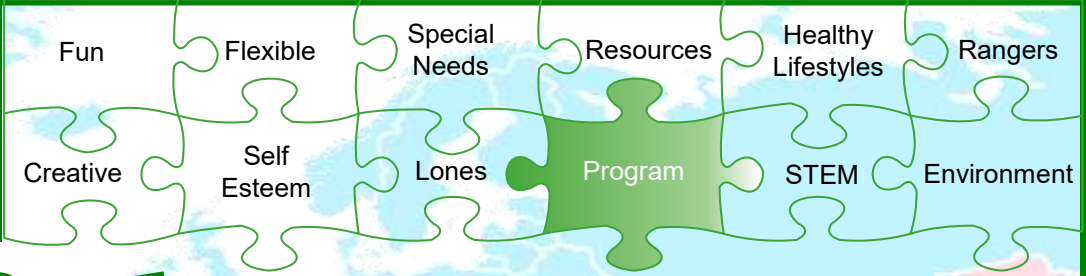 Fun
Flexible
Special
Needs
Resources
Healthy
Lifestyles
Rangers
Creative
Self
Esteem
Lones
Program
STEM
Environment